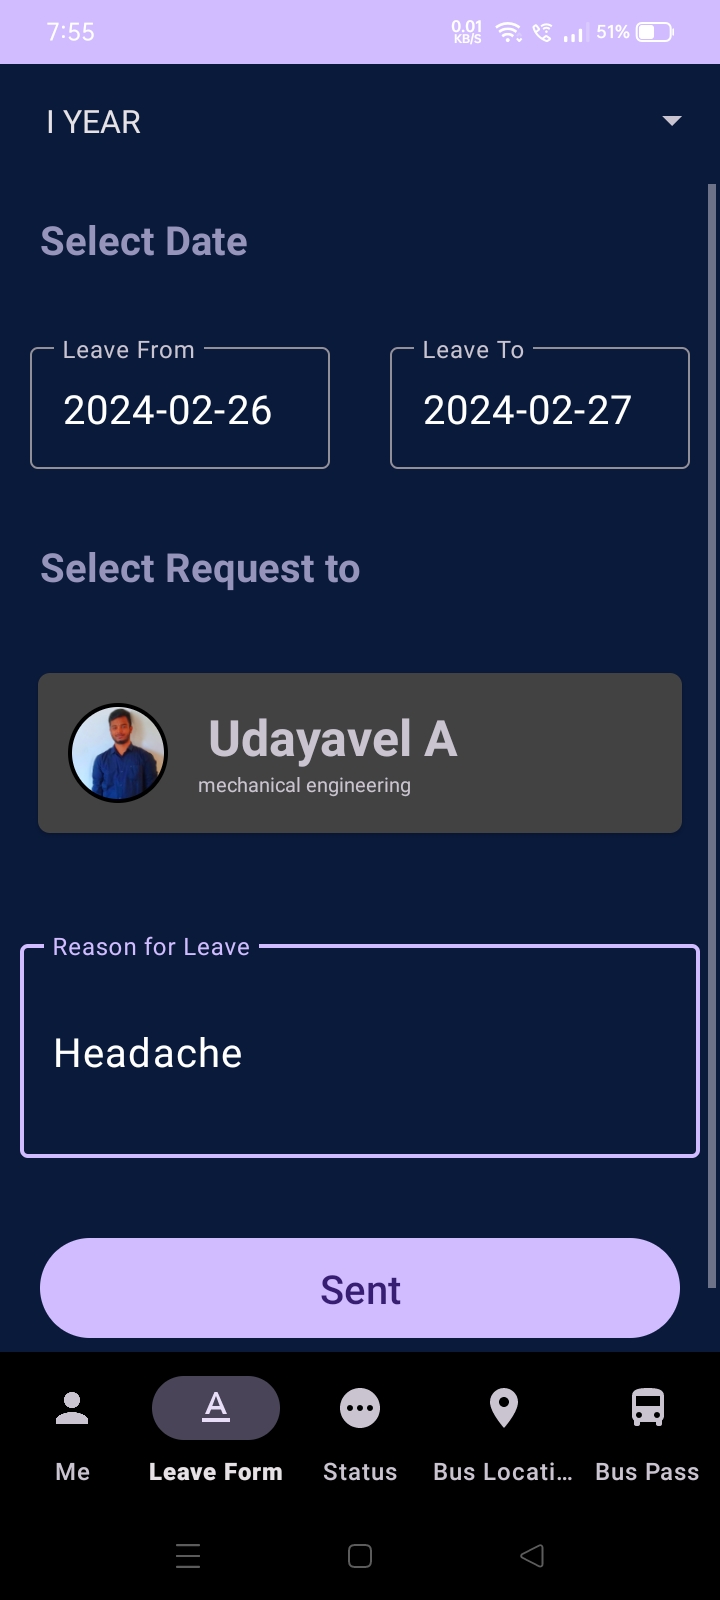 7:55 0.01 KB/S 51%
I YEAR
Select Date
Leave From Leave To
2024-02-26 2024-02-27
Select Request to
Udayavel A
mechanical engineering
Reason for Leave
Headache
Sent
A
Me Leave Form Status Bus Locati... Bus Pass